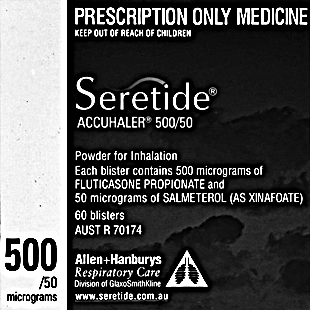 PRESCRIPTION ONLY MEDICINE
KEEP OUT OF REACH OF CHILDREN
Seretide®
ACCUHALER® 500/50
Powder for Inhalation
Each blister contains 500 micrograms of
FLUTICASONE PROPIONATE and
50 micrograms of SALMETEROL (AS XINAFOATE)
60 blisters
AUST R 70174
500
/50
micrograms
Allen+Hanburys
Respiratory Care
Division of GlaxoSmithKline
www.seretide.com.au